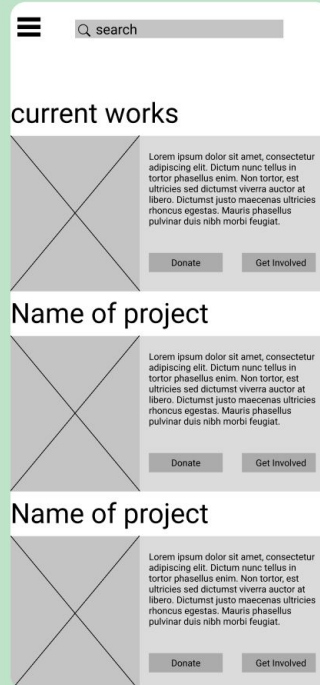 search
current works
Lorem ipsum dolor sit amet, consectetur
adipiscing elit. Dictum nunc tellus in
tortor phasellus enim. Non tortor, est
ultricies sed dictumst viverra auctor at
libero. Dictumst justo maecenas ultricies
rhoncus egestas. Mauris phasellus
pulvinar duis nibh morbi feugiat.
Donate Get Involved
Name of project
Lorem ipsum dolor sit amet, consectetur
adipiscing elit. Dictum nunc tellus in
tortor phasellus enim. Non tortor, est
ultricies sed dictumst viverra auctor at
libero. Dictumst justo maecenas ultricies
rhoncus egestas. Mauris phasellus
pulvinar duis nibh morbi feugiat.
Donate Get Involved
Name of project
Lorem ipsum dolor sit amet, consectetur
adipiscing elit. Dictum nunc tellus in
tortor phasellus enim. Non tortor, est
ultricies sed dictumst viverra auctor at
libero. Dictumst justo maecenas ultricies
rhoncus egestas. Mauris phasellus
pulvinar duis nibh morbi feugiat.
Donate Get Involved